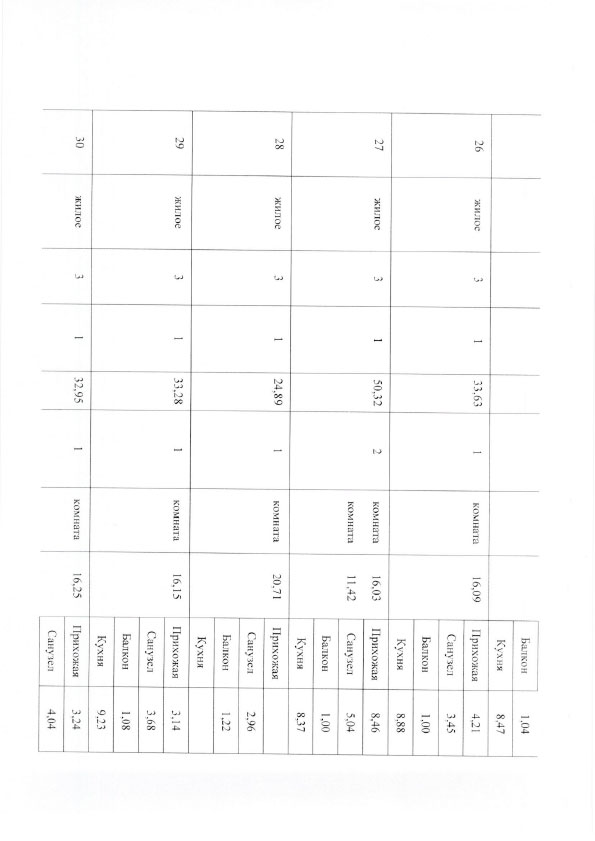 Балкон 1,04
Кухня 8,47
26 жилое 3 1 33,63 1 комната 16,09 Прихожая 4,21
Санузел 3,45
Балкон 1,00
Кухня 8,88
27 жилое 3 1 50,32 2 комната 16,03 Прихожая 8,46
комната 11,42 Санузел 5,04
Балкон 1,00
Кухня 8,37
28 жилое 3 1 24,89 1 комната 20,71 Прихожая
Санузел 2,96
Балкон 1,22
Кухня
29 жилое 3 1 33,28 1 комната 16,15 Прихожая 3,14
Санузел 3,68
Балкон 1,08
Кухня 9,23
30 жилое 3 1 32,95 1 комната 16,25 Прихожая 3,24
Санузел 4,04